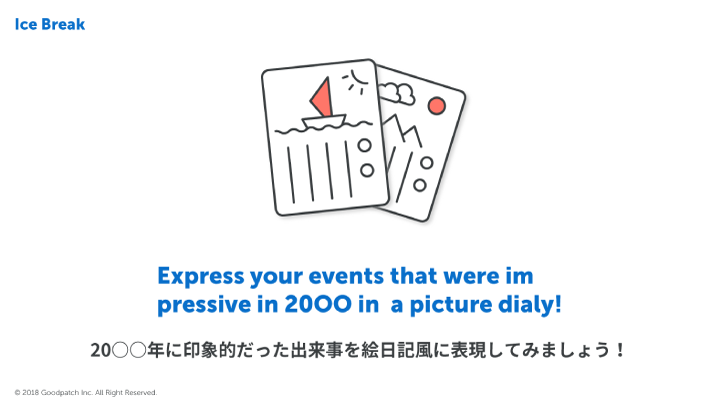 Ice Break
Express your events that were im
pressive in 20OO in a picture dialy!
20○○年に印象的だった出来事を絵日記風に表現してみましょう！
© 2018 Goodpatch Inc. All Right Reserved.